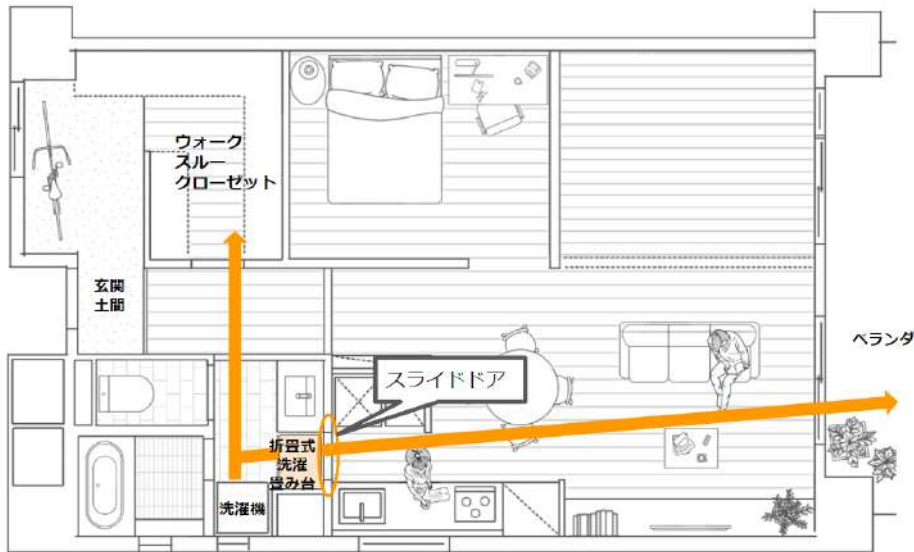 ウォーク
スルー
クローゼット
玄関
土間
ベランダ
スライドドア
折畳式
洗濯
畳み台
洗濯機